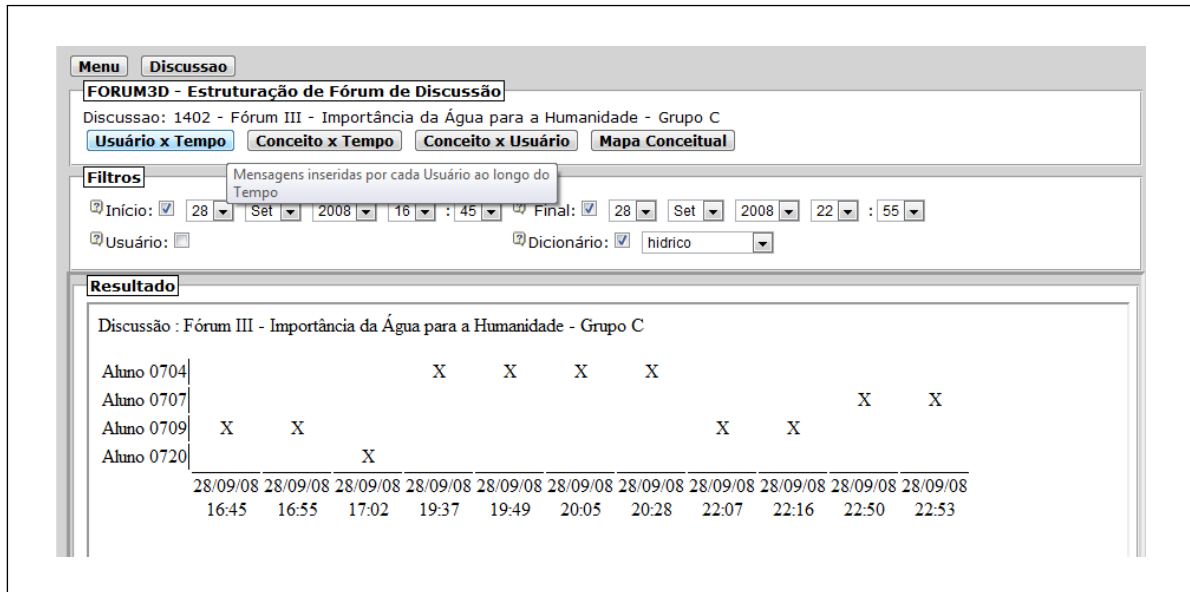 Menu Discussao
FORUM3D - Estruturação de Fórum de Discussão
Discussao: 1402 - Fórum III - Importância da Água para a Humanidade - Grupo C
Usuário x Tempo Conceito x Tempo Conceito x Usuário Mapa Conceitual
Mensagens inseridas por cada Usuário ao longo do
Tempo
Filtros
Início: 28 Set 2008 16 : 45 Final: 28 Set 2008 22 : 55
Usuário: Dicionário: hidrico
Resultado
Discussão : Fórum III - Importância da Água para a Humanidade - Grupo C
Aluno 0704 X X X X
Aluno 0707 X X
Aluno 0709 X X X X
Aluno 0720 X
28/09/08 28/09/08 28/09/08 28/09/08 28/09/08 28/09/08 28/09/08 28/09/08 28/09/08 28/09/08 28/09/08
16:45 16:55 17:02 19:37 19:49 20:05 20:28 22:07 22:16 22:50 22:53